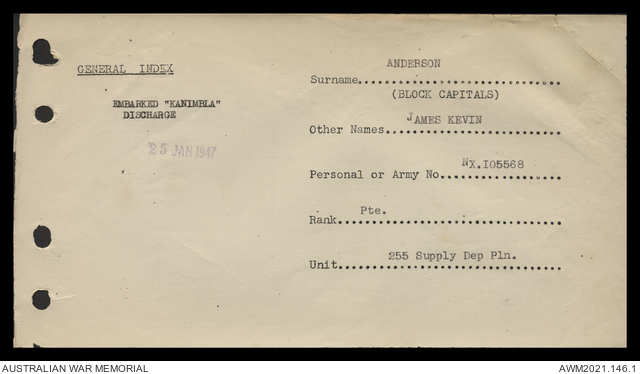 GENERAL INDEX
EMBARKED "KANIMBLA"
DISCHARGE
25 JAN 1947
ANDERSON
Surname
(BLOCK CAPITALS)
JAMES KEVIN
Other Names
NX.I05568
Personal or Army No.
Pte.
Rank
255 Supply Dep Pln.
Unit
AUSTRALIAN WAR MEMORIAL
AWM2021.146.1